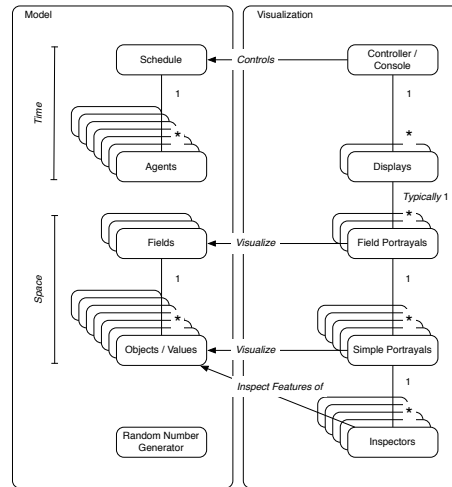 Model
Visualization
Schedule
Controls
Controller /
Console
1
1
Time
*
*
Agents
Displays
Typically 1
*
Fields
Visualize
Field Portrayals
1
1
Space
*
*
Objects / Values
Visualize
Simple Portrayals
1
Inspect Features of
*
Random Number
Generator
Inspectors